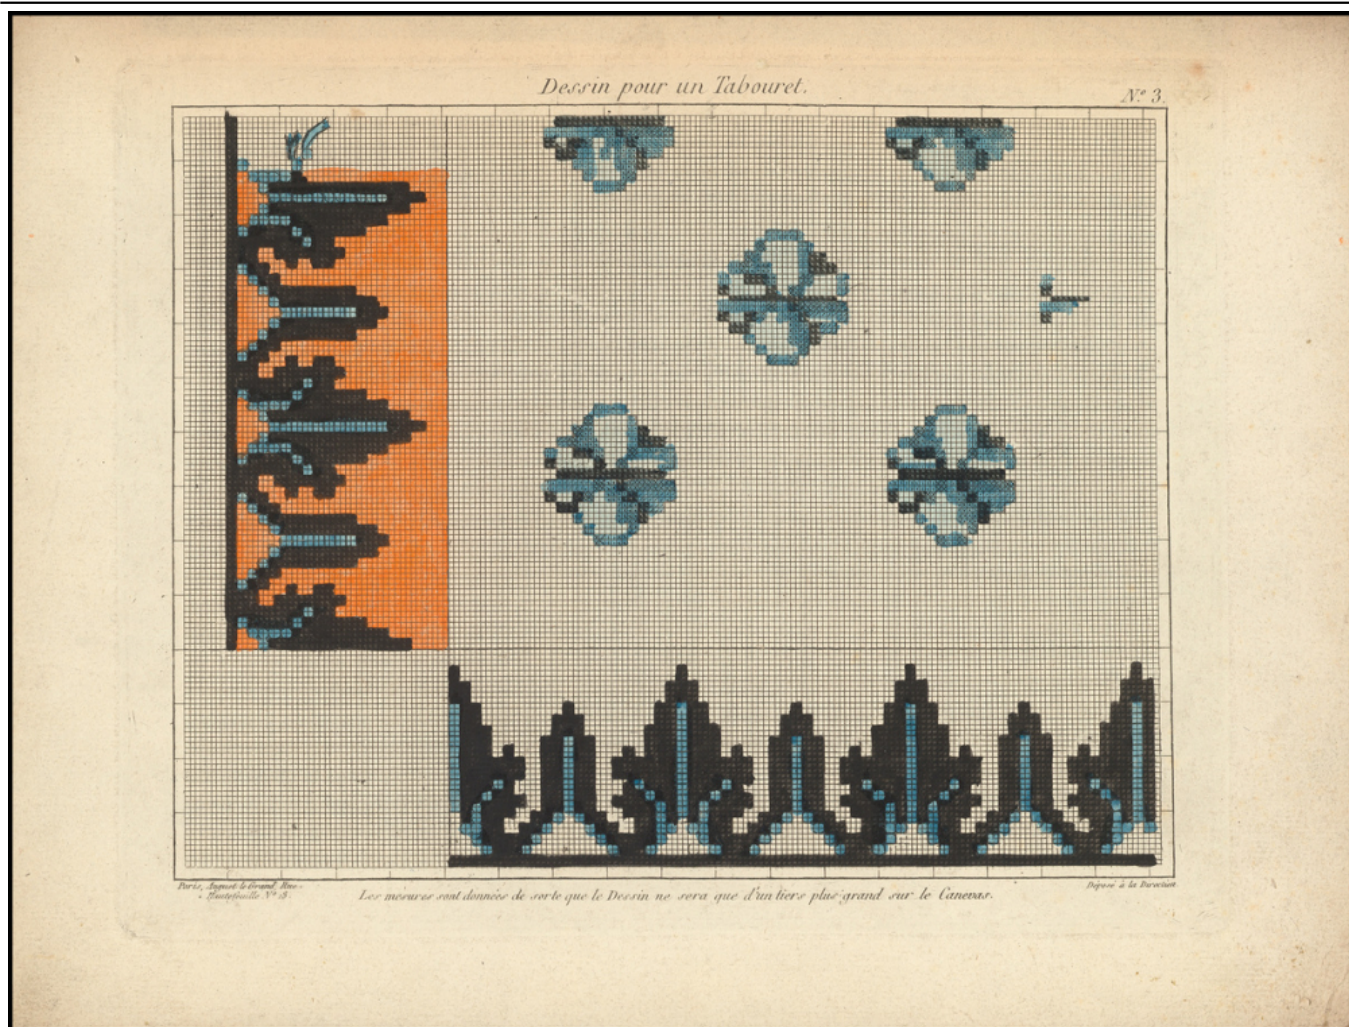 Dessin pour un Tabouret.
N.º 3.
Paris, August le Grand, Rue
Hautefeuille N.º 18.
Les mesures sont données de sorte que le Dessin ne sera que d'un tiers plus grand sur le Canevas.
Déposé à la Direction